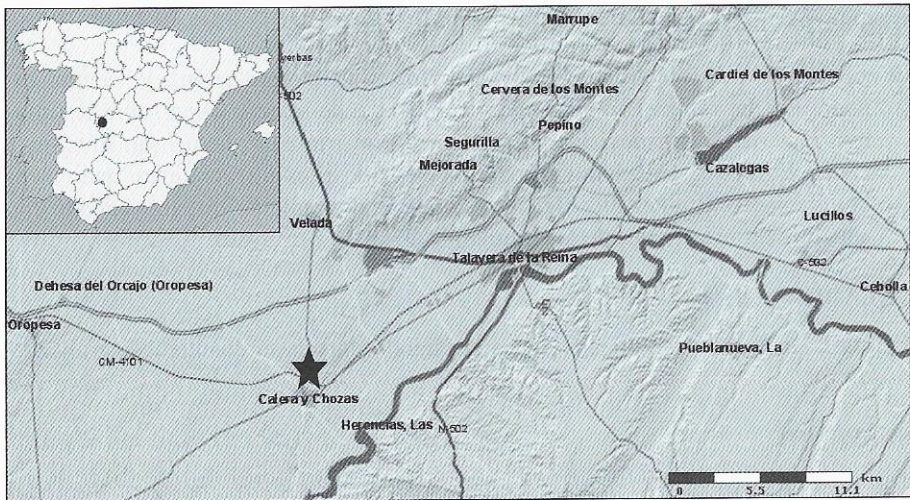 Marrupe
yerbas
-502
Cardiel de los Montes
Cervera de los Montes
Pepino
Segurilla
Mejorada
Cazalegas
Velada
Lucillos
Talavera de la Reina
C-502
Dehesa del Orcajo (Oropesa)
Cebolla
Oropesa
Pueblanueva, La
CM-4101
Calera y Chozas
Herencias, Las
N-502
km
0 5.5 11.1